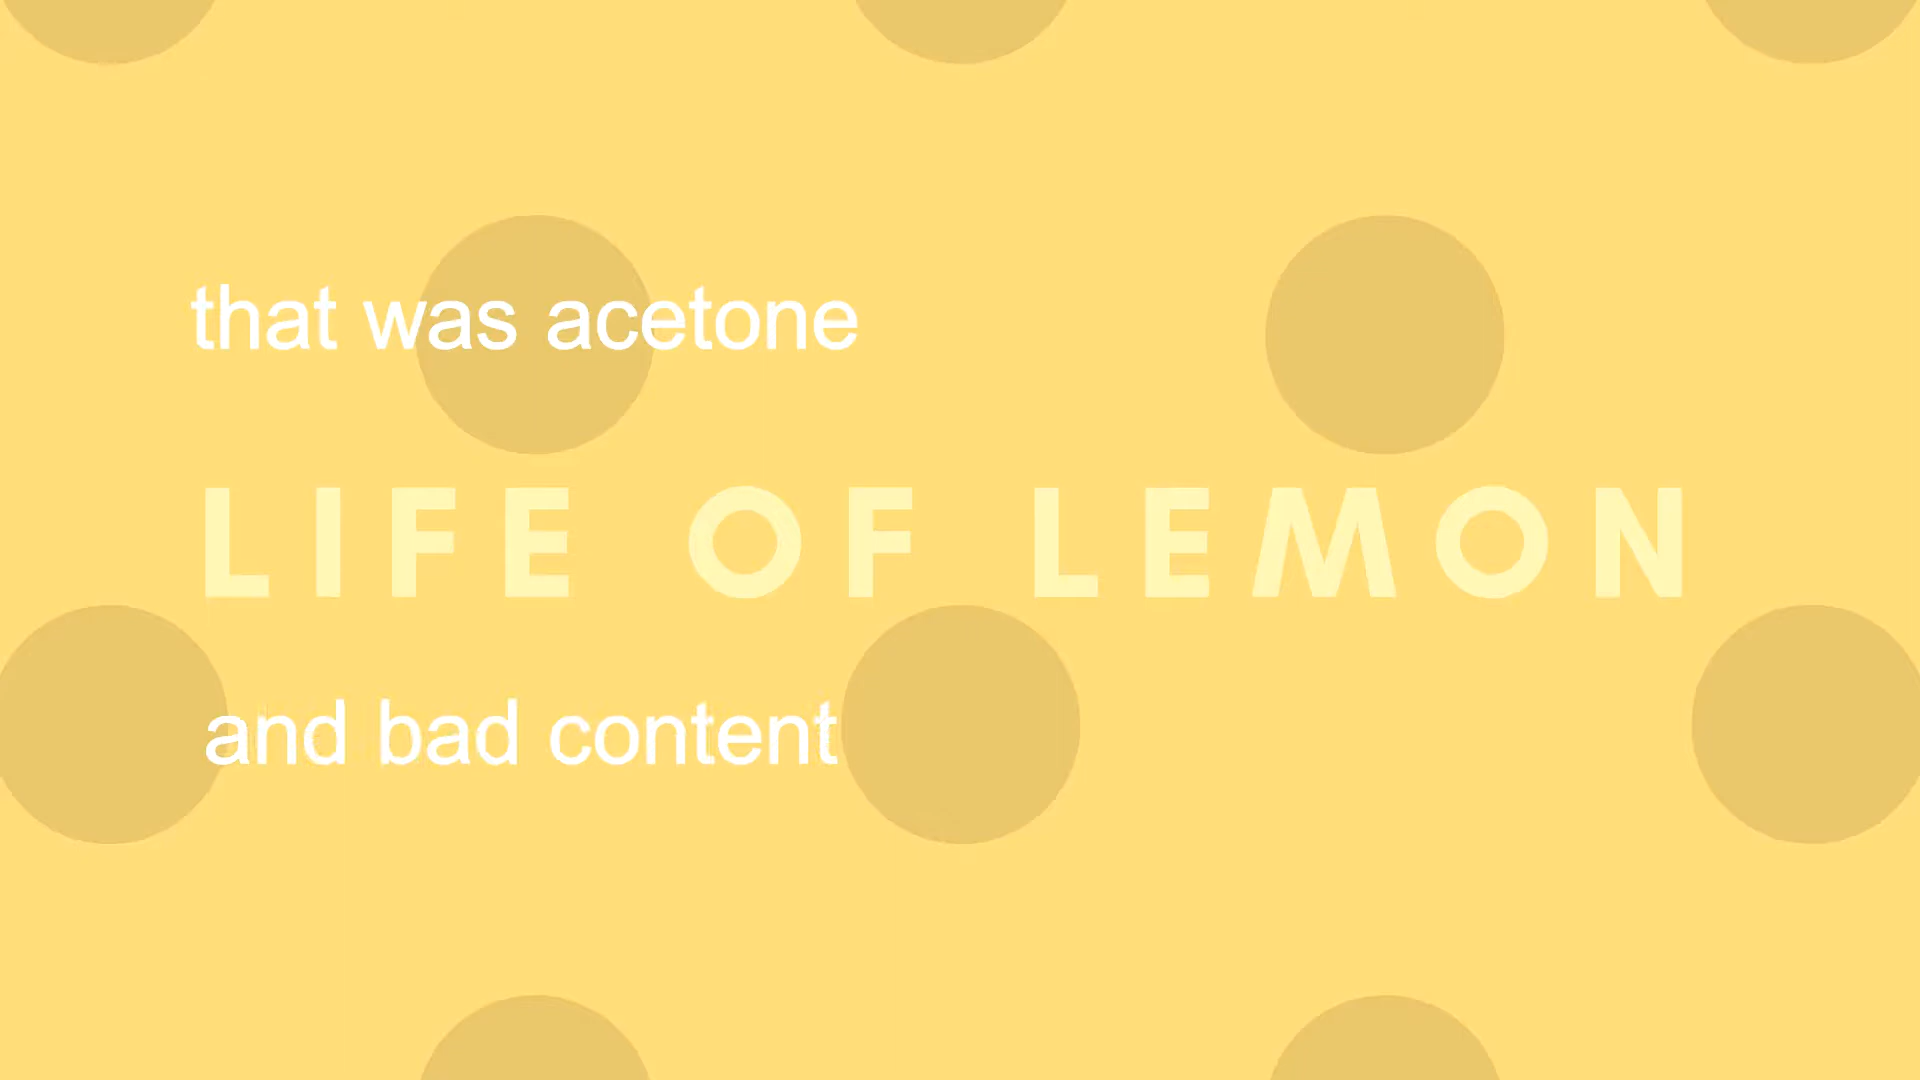 that was acetone
LIFE OF LEMON
and bad content